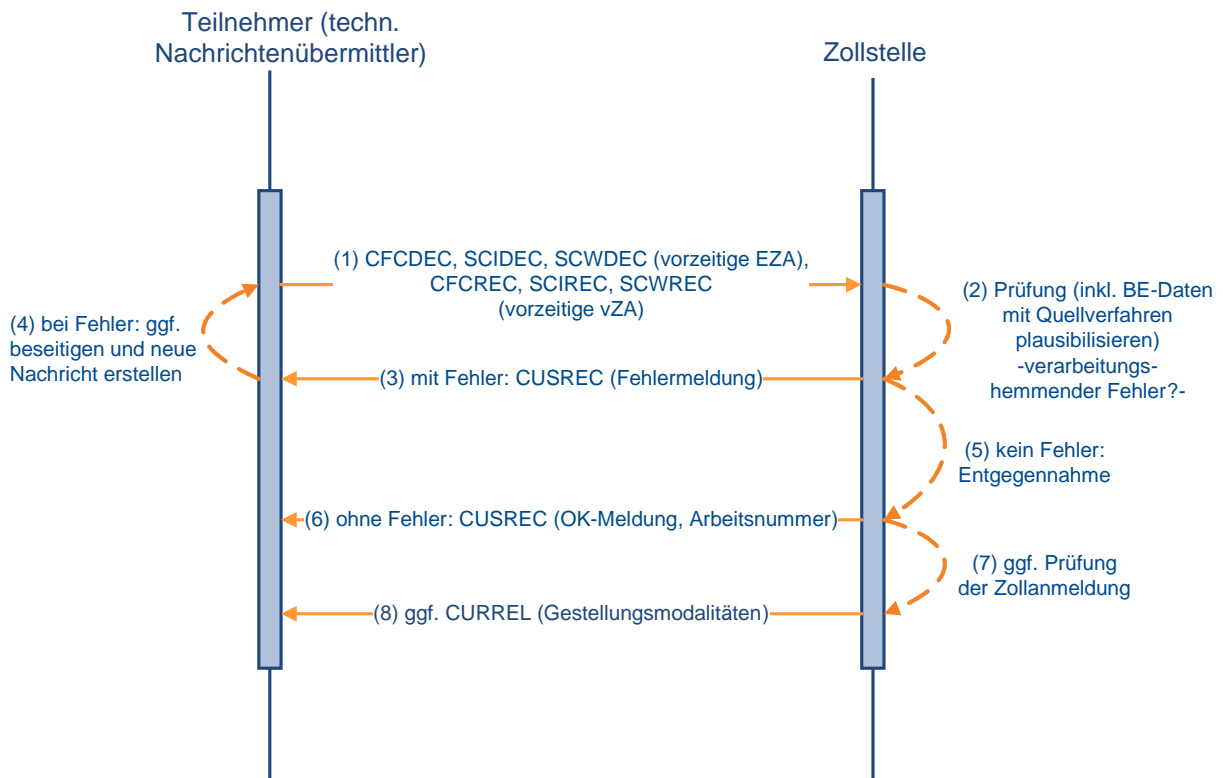 Teilnehmer (techn.
Nachrichtenübermittler)
Zollstelle
(1) CFCDEC, SCIDEC, SCWDEC (vorzeitige EZA),
CFCREC, SCIREC, SCWREC
(vorzeitige vZA)
(2) Prüfung (inkl. BE-Daten
mit Quellverfahren
plausibilisieren)
-verarbeitungs-
hemmender Fehler?-
(3) mit Fehler: CUSREC (Fehlermeldung)
(4) bei Fehler: ggf.
beseitigen und neue
Nachricht erstellen
(5) kein Fehler:
Entgegennahme
(6) ohne Fehler: CUSREC (OK-Meldung, Arbeitsnummer)
(7) ggf. Prüfung
der Zollanmeldung
(8) ggf. CURREL (Gestellungsmodalitäten)